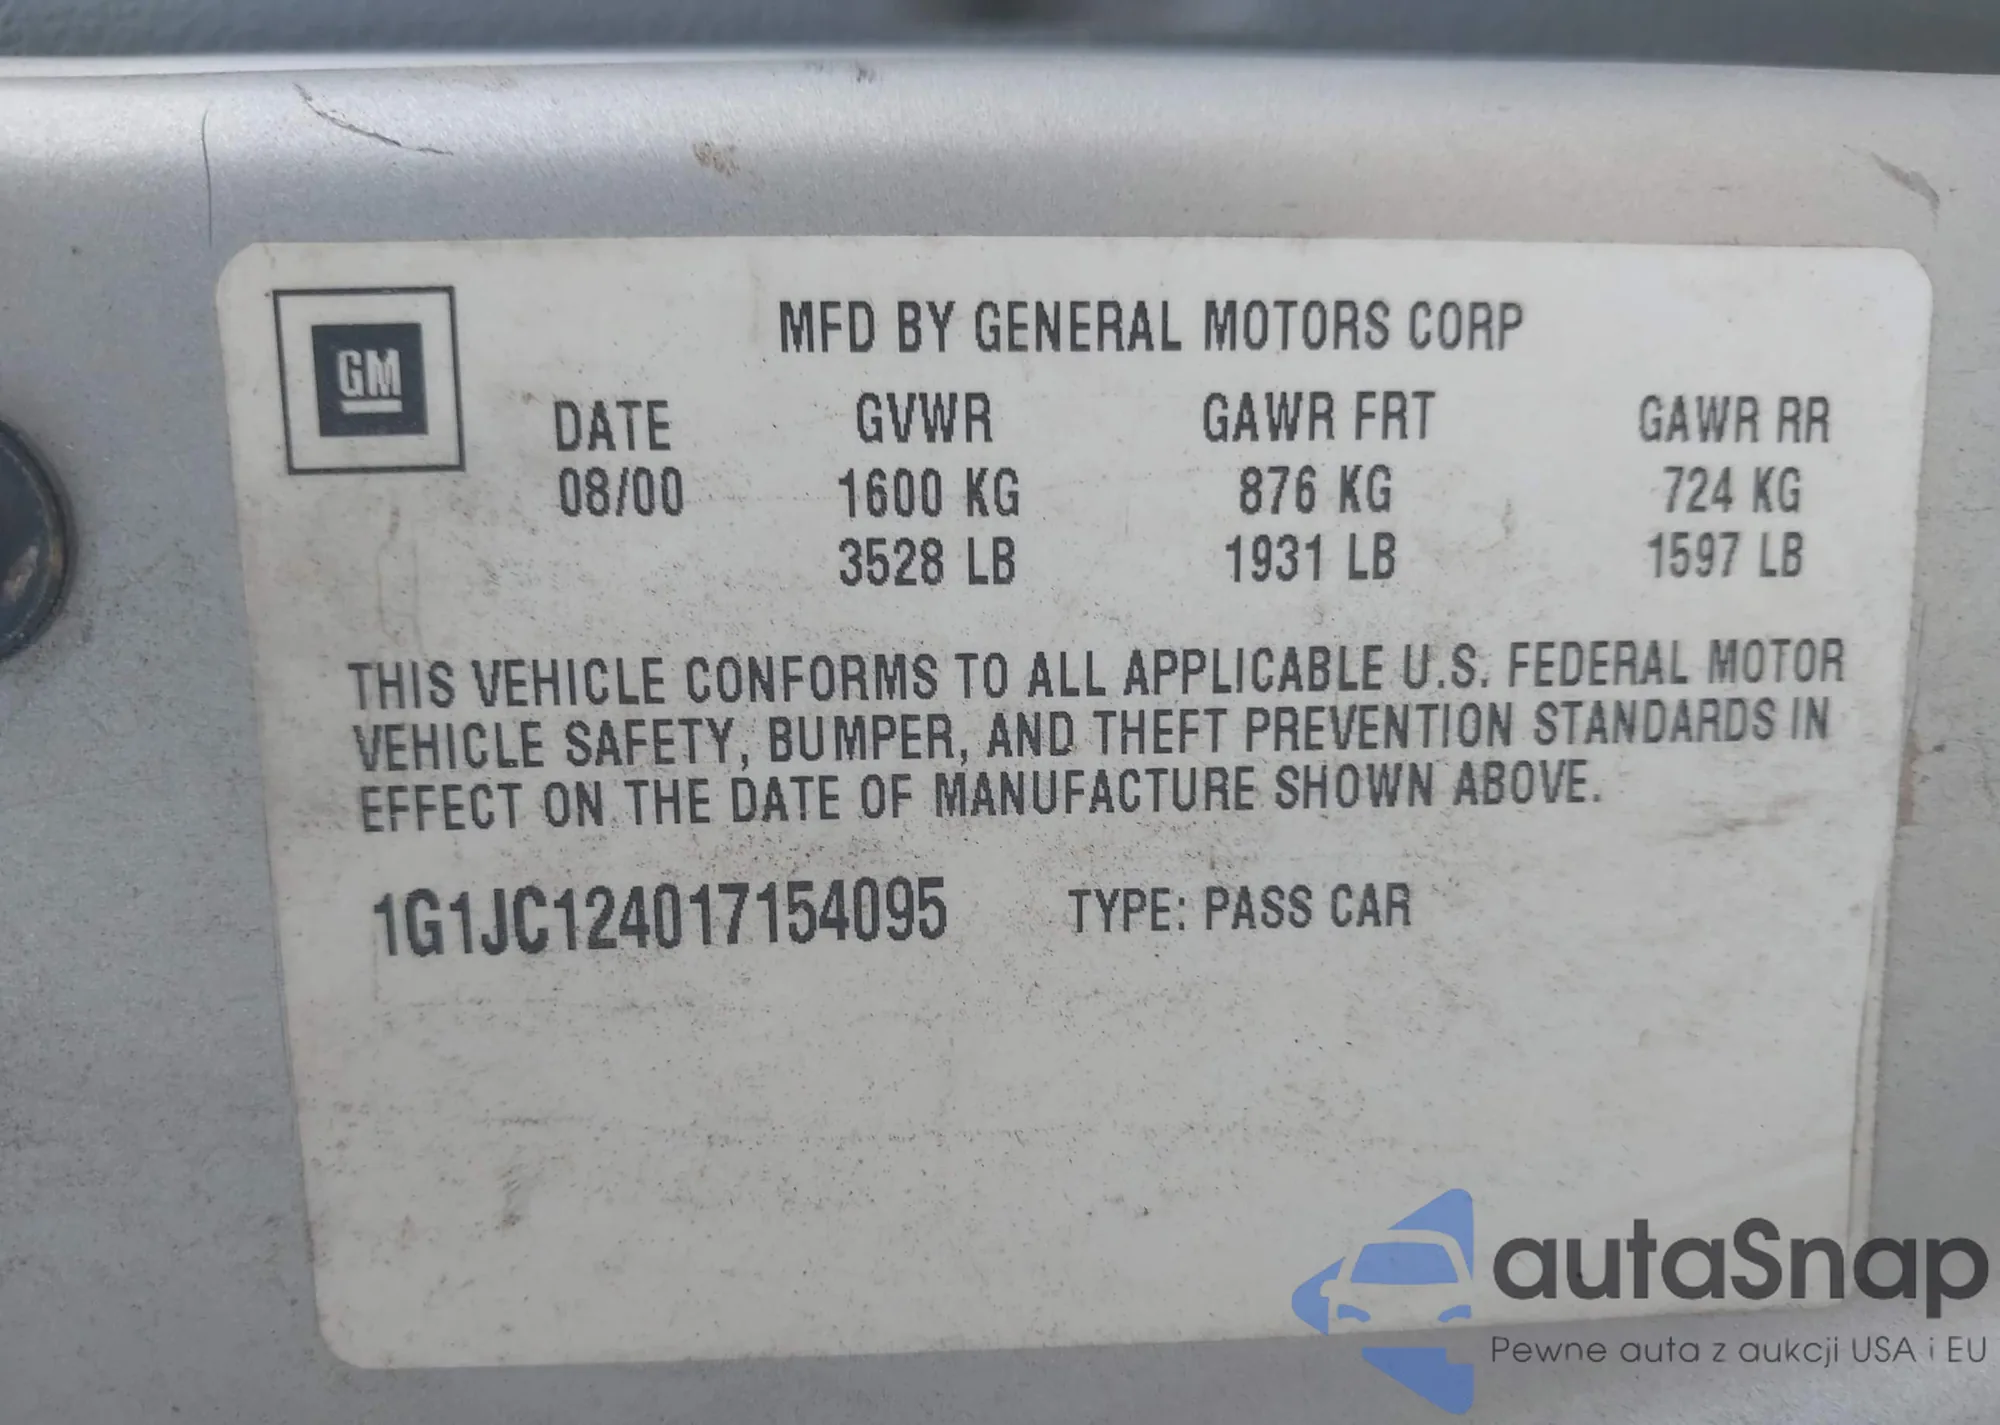 GM
MFD BY GENERAL MOTORS CORP
DATE GVWR GAWR FRT GAWR RR
08/00 1600 KG 876 KG 724 KG
3528 LB 1931 LB 1597 LB
THIS VEHICLE CONFORMS TO ALL APPLICABLE U.S. FEDERAL MOTOR
VEHICLE SAFETY, BUMPER, AND THEFT PREVENTION STANDARDS IN
EFFECT ON THE DATE OF MANUFACTURE SHOWN ABOVE.
1G1JC124017154095 TYPE: PASS CAR
autaSnap
Pewne auta z aukcji USA i EU